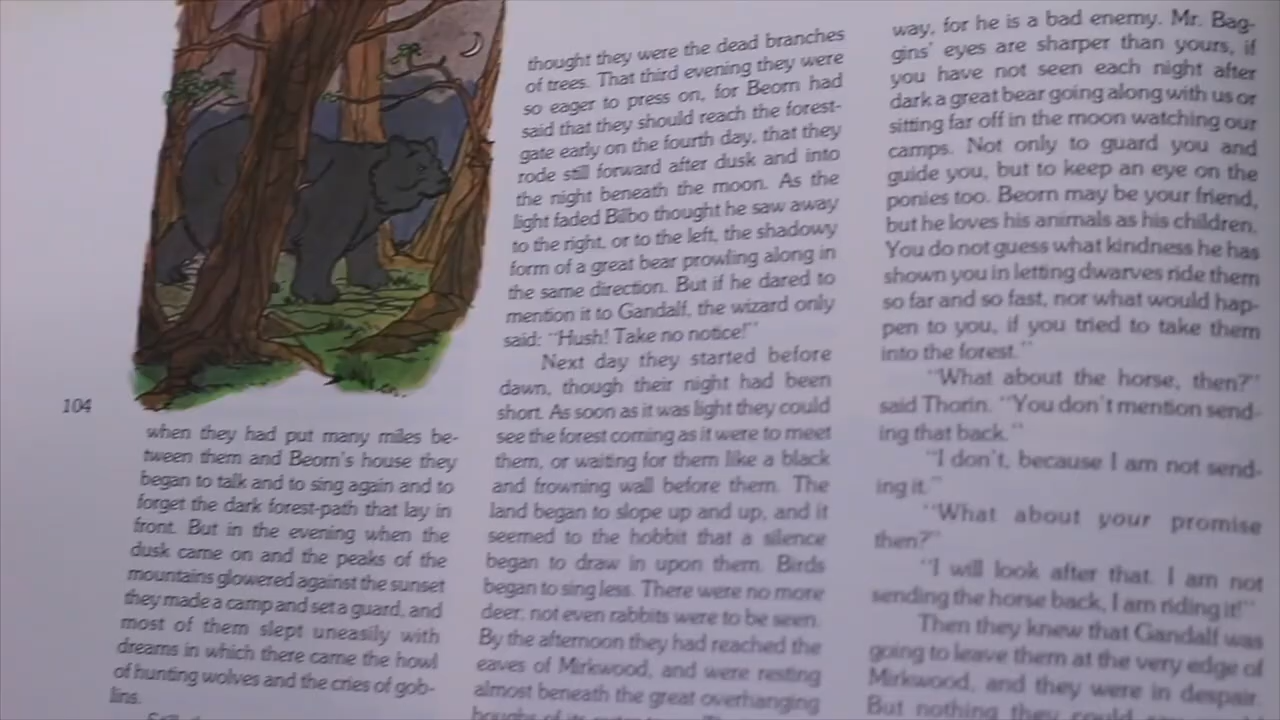 104
when they had put many miles be-
tween them and Beorn's house they
began to talk and to sing again and to
forget the dark forest-path that lay in
front. But in the evening when the
dusk came on and the peaks of the
mountains glowered against the sunset
they made a camp and set a guard, and
most of them slept uneasily with
dreams in which there came the howl
of hunting wolves and the cries of gob-
lins.
thought they were the dead branches
of trees. That third evening they were
so eager to press on, for Beorn had
said that they should reach the forest-
gate early on the fourth day, that they
rode still forward after dusk and into
the night beneath the moon. As the
light faded Bilbo thought he saw away
to the right, or to the left, the shadowy
form of a great bear prowling along in
the same direction. But if he dared to
mention it to Gandalf, the wizard only
said: "Hush! Take no notice!"
Next day they started before
dawn, though their night had been
short. As soon as it was light they could
see the forest coming as it were to meet
them, or waiting for them like a black
and frowning wall before them. The
land began to slope up and up, and it
seemed to the hobbit that a silence
began to draw in upon them. Birds
began to sing less. There were no more
deer; not even rabbits were to be seen.
By the afternoon they had reached the
eaves of Mirkwood, and were resting
almost beneath the great overhanging
way, for he is a bad enemy. Mr. Bag-
gins' eyes are sharper than yours, if
you have not seen each night after
dark a great bear going along with us or
sitting far off in the moon watching our
camps. Not only to guard you and
guide you, but to keep an eye on the
ponies too. Beorn may be your friend,
but he loves his animals as his children.
You do not guess what kindness he has
shown you in letting dwarves ride them
so far and so fast, nor what would hap-
pen to you, if you tried to take them
into the forest."
"What about the horse, then?"
said Thorin. "You don't mention send-
ing that back."
"I don't, because I am not send-
ing it."
"What about your promise
then?"
"I will look after that. I am not
sending the horse back, I am riding it!"
Then they knew that Gandalf was
going to leave them at the very edge of
Mirkwood, and they were in despair.
But nothing they could